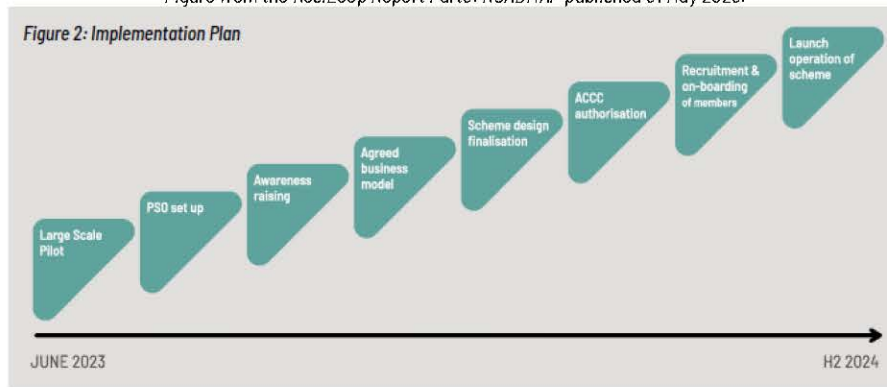 Figure 2: Implementation Plan
Launch
operation of
scheme
Recruitment &
on-boarding
of members
ACCC
authorisation
Scheme design
finalisation
Agreed
business
model
Awareness
raising
PSO set up
Large Scale
Pilot
JUNE 2023
H2 2024